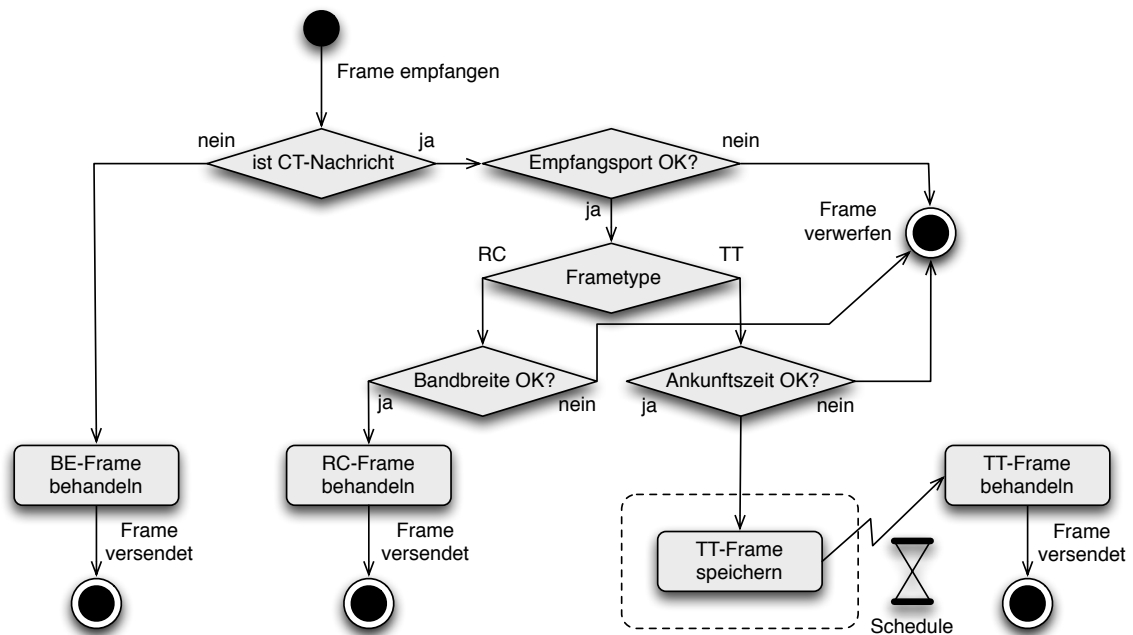 Frame empfangen
nein
ja
nein
ist CT-Nachricht
Empfangsport OK?
ja
Frame
verwerfen
RC
TT
Frametype
Bandbreite OK?
Ankunftszeit OK?
ja
nein
ja
nein
BE-Frame
behandeln
RC-Frame
behandeln
TT-Frame
behandeln
Frame
versendet
Frame
versendet
Frame
versendet
TT-Frame
speichern
Schedule